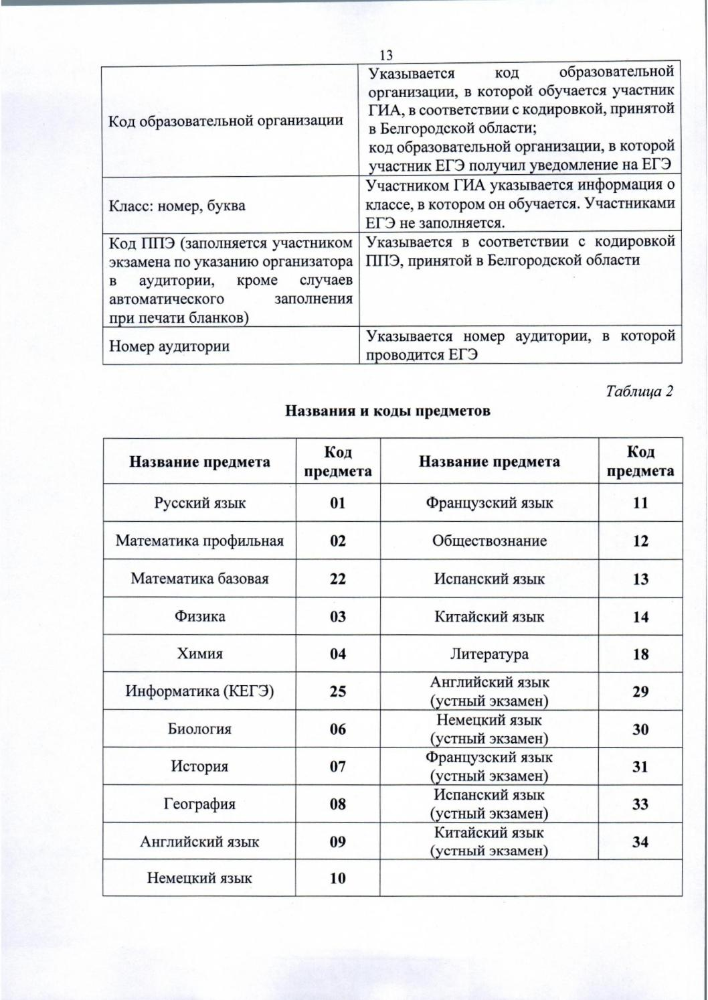 13
Код образовательной организации
Указывается код образовательной
организации, в которой обучается участник
ГИА, в соответствии с кодировкой, принятой
в Белгородской области;
код образовательной организации, в которой
участник ЕГЭ получил уведомление на ЕГЭ
Класс: номер, буква
Участником ГИА указывается информация о
классе, в котором он обучается. Участниками
ЕГЭ не заполняется.
Код ППЭ (заполняется участником
экзамена по указанию организатора
в аудитории, кроме случаев
автоматического заполнения
при печати бланков)
Указывается в соответствии с кодировкой
ППЭ, принятой в Белгородской области
Номер аудитории
Указывается номер аудитории, в которой
проводится ЕГЭ
Таблица 2
Названия и коды предметов
Название предмета
Код
предмета
Название предмета
Код
предмета
Русский язык 01 Французский язык 11
Математика профильная 02 Обществознание 12
Математика базовая 22 Испанский язык 13
Физика 03 Китайский язык 14
Химия 04 Литература 18
Информатика (КЕГЭ) 25 Английский язык
(устный экзамен) 29
Биология 06 Немецкий язык
(устный экзамен) 30
История 07 Французский язык
(устный экзамен) 31
География 08 Испанский язык
(устный экзамен) 33
Английский язык 09 Китайский язык
(устный экзамен) 34
Немецкий язык 10